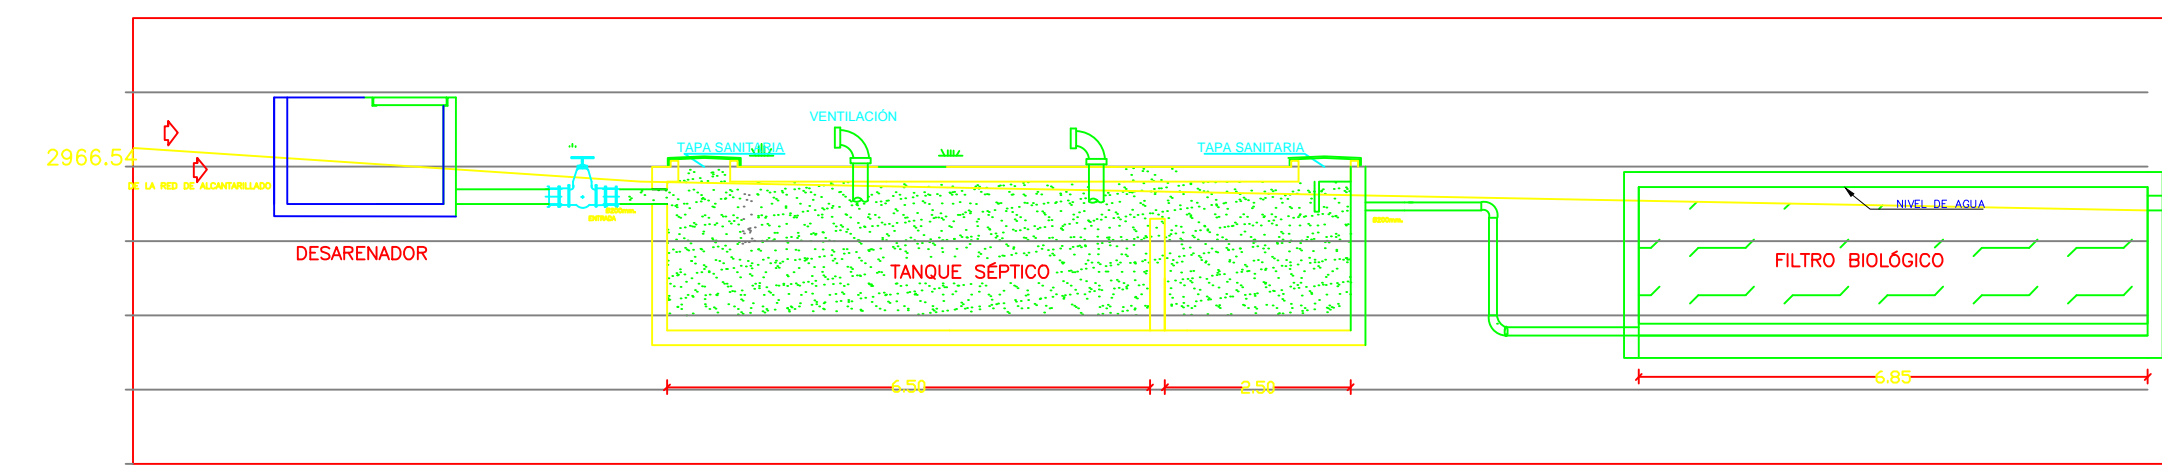 VENTILACIÓN
TAPA SANITARIA
TAPA SANITARIA
2966.54
DE LA RED DE ALCANTARILLADO
NIVEL DE AGUA
DESARENADOR
TANQUE SÉPTICO
FILTRO BIOLÓGICO
6.50
2.50
6.85